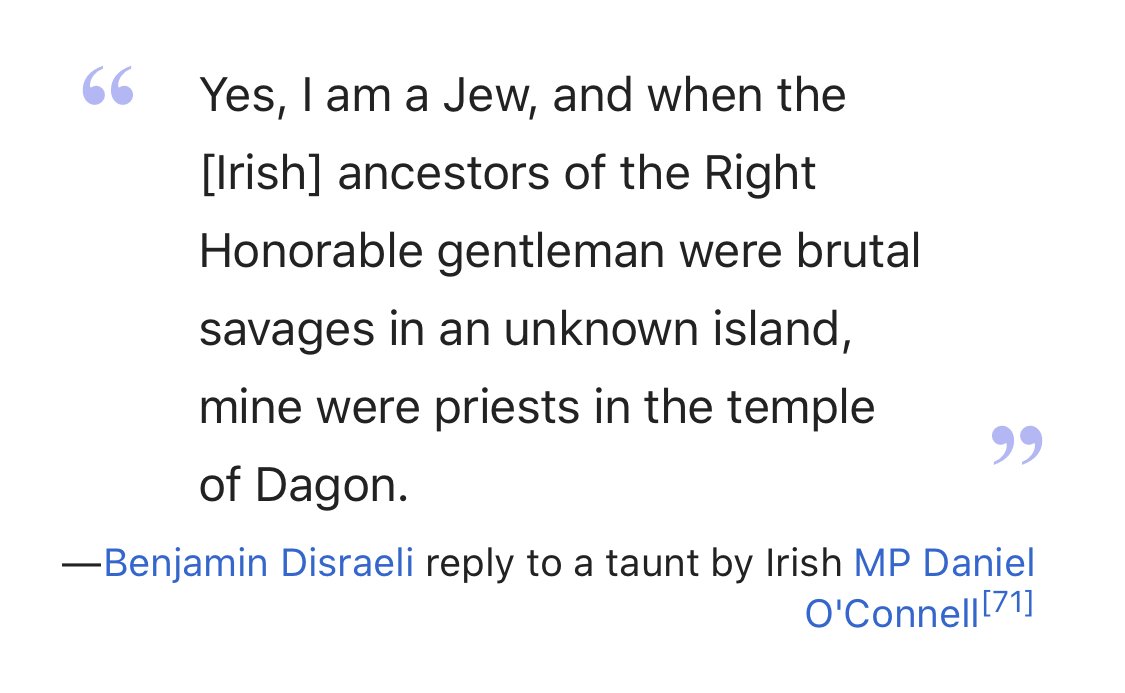 “ Yes, I am a Jew, and when the
[Irish] ancestors of the Right
Honorable gentleman were brutal
savages in an unknown island,
mine were priests in the temple
of Dagon. ”
—Benjamin Disraeli reply to a taunt by Irish MP Daniel
O'Connell[71]